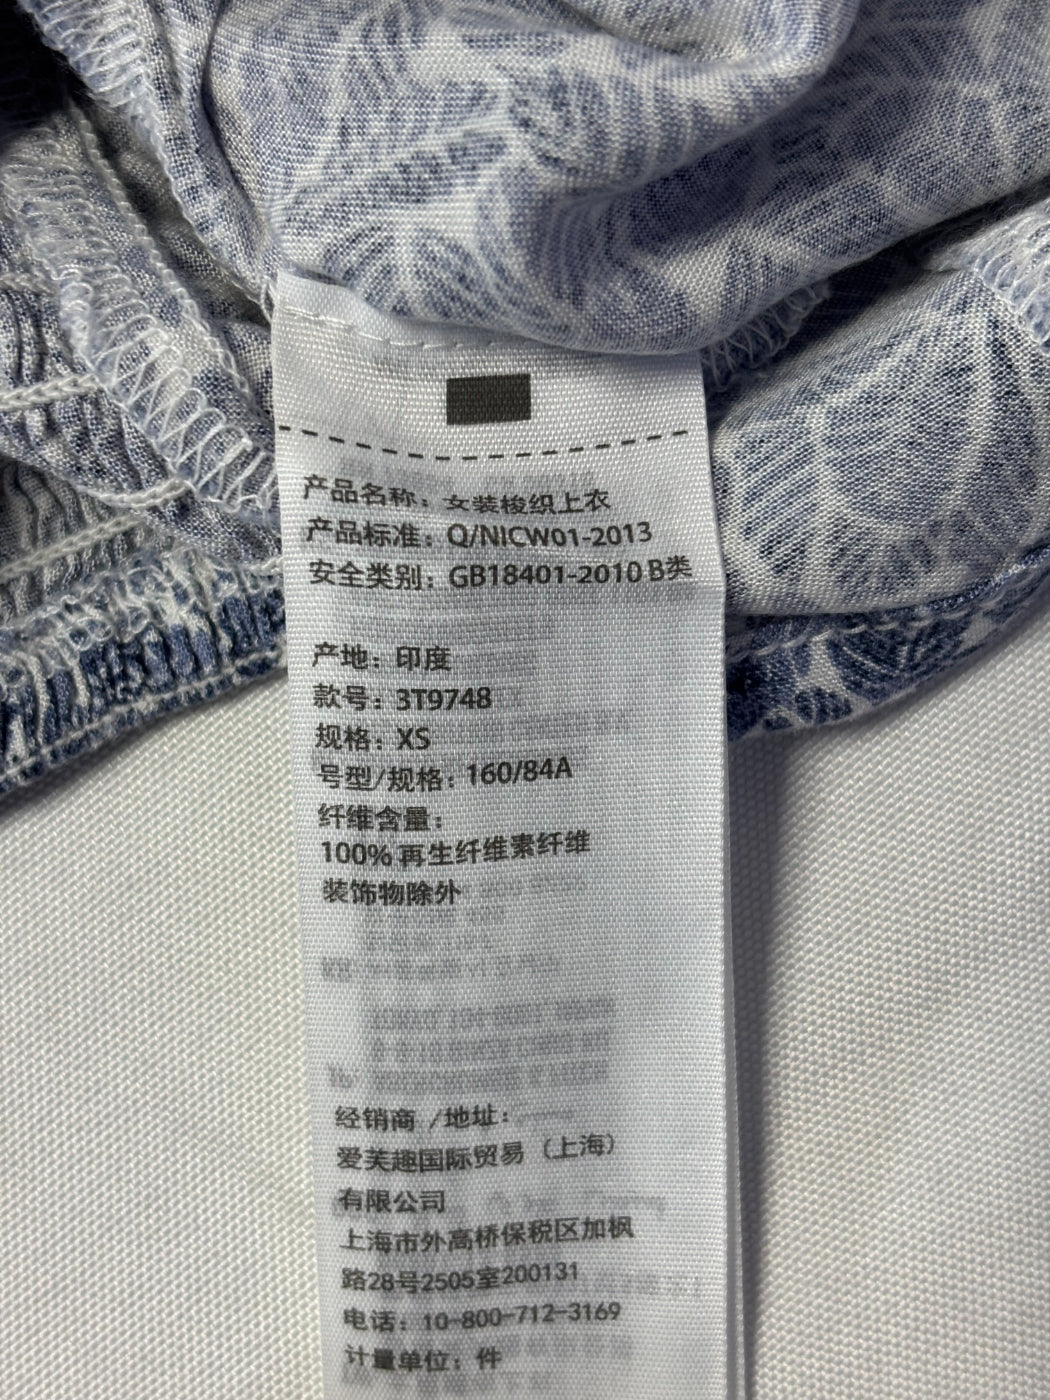 产品名称：女装梭织上衣
产品标准：Q/NICW01-2013
安全类别：GB18401-2010 B类
产地：印度
款号：3T9748
规格：XS
号型/规格：160/84A
纤维含量：
100% 再生纤维素纤维
装饰物除外
经销商 /地址：
爱芙趣国际贸易（上海）
有限公司
上海市外高桥保税区加枫
路28号2505室200131
电话：10-800-712-3169
计量单位：件